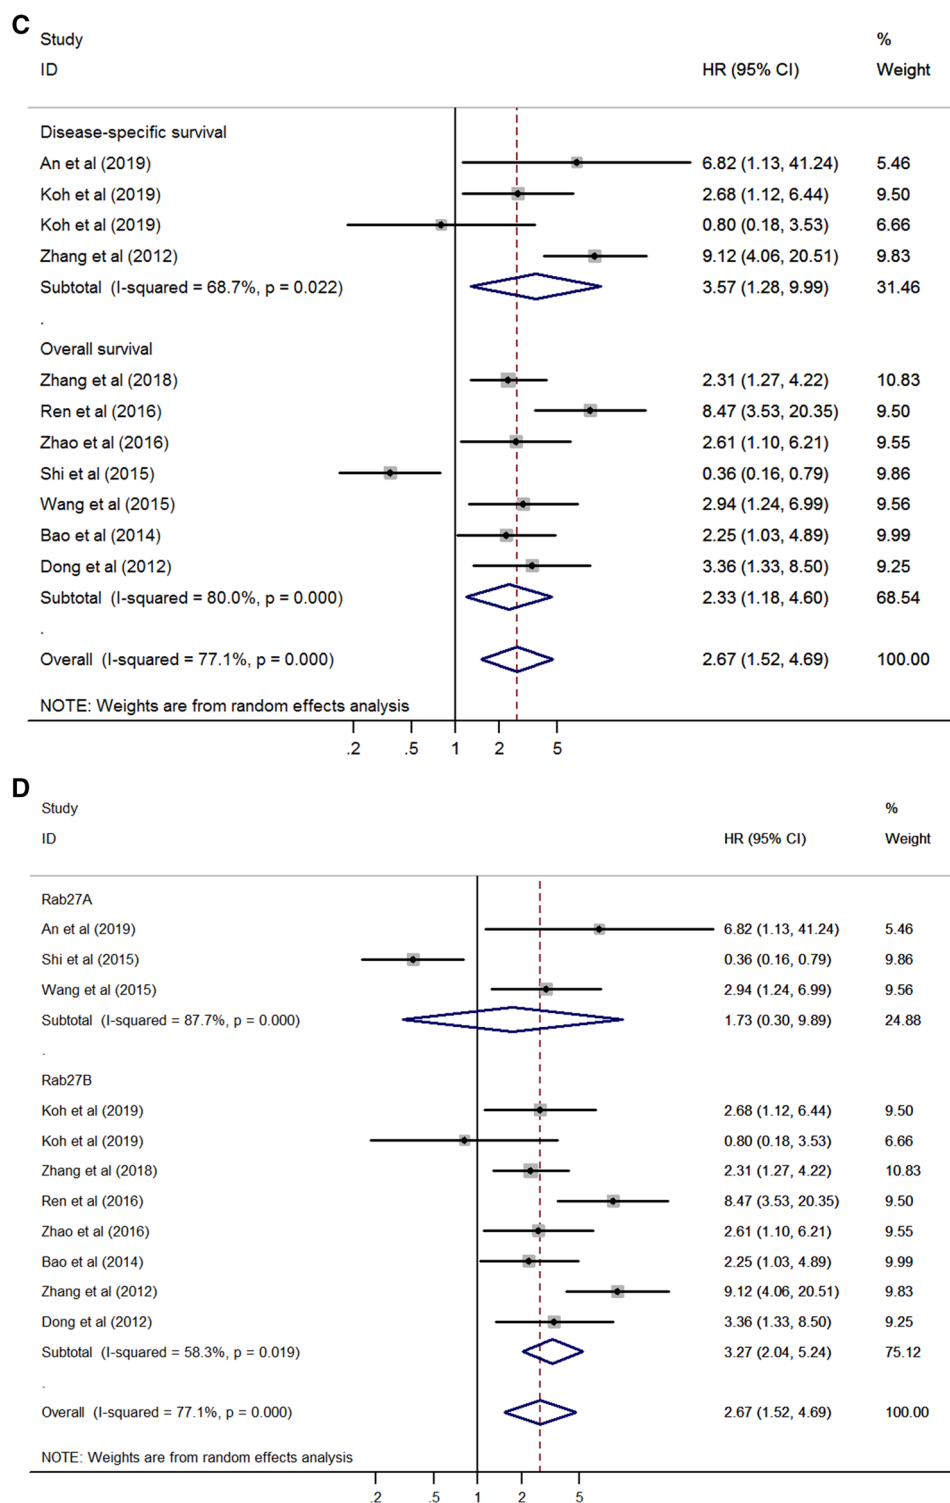 C
Study %
ID HR (95% CI) Weight
Disease-specific survival
An et al (2019) 6.82 (1.13, 41.24) 5.46
Koh et al (2019) 2.68 (1.12, 6.44) 9.50
Koh et al (2019) 0.80 (0.18, 3.53) 6.66
Zhang et al (2012) 9.12 (4.06, 20.51) 9.83
Subtotal (I-squared = 68.7%, p = 0.022) 3.57 (1.28, 9.99) 31.46
.
Overall survival
Zhang et al (2018) 2.31 (1.27, 4.22) 10.83
Ren et al (2016) 8.47 (3.53, 20.35) 9.50
Zhao et al (2016) 2.61 (1.10, 6.21) 9.55
Shi et al (2015) 0.36 (0.16, 0.79) 9.86
Wang et al (2015) 2.94 (1.24, 6.99) 9.56
Bao et al (2014) 2.25 (1.03, 4.89) 9.99
Dong et al (2012) 3.36 (1.33, 8.50) 9.25
Subtotal (I-squared = 80.0%, p = 0.000) 2.33 (1.18, 4.60) 68.54
.
Overall (I-squared = 77.1%, p = 0.000) 2.67 (1.52, 4.69) 100.00
NOTE: Weights are from random effects analysis
.2 .5 1 2 5
D
Study %
ID HR (95% CI) Weight
Rab27A
An et al (2019) 6.82 (1.13, 41.24) 5.46
Shi et al (2015) 0.36 (0.16, 0.79) 9.86
Wang et al (2015) 2.94 (1.24, 6.99) 9.56
Subtotal (I-squared = 87.7%, p = 0.000) 1.73 (0.30, 9.89) 24.88
.
Rab27B
Koh et al (2019) 2.68 (1.12, 6.44) 9.50
Koh et al (2019) 0.80 (0.18, 3.53) 6.66
Zhang et al (2018) 2.31 (1.27, 4.22) 10.83
Ren et al (2016) 8.47 (3.53, 20.35) 9.50
Zhao et al (2016) 2.61 (1.10, 6.21) 9.55
Bao et al (2014) 2.25 (1.03, 4.89) 9.99
Zhang et al (2012) 9.12 (4.06, 20.51) 9.83
Dong et al (2012) 3.36 (1.33, 8.50) 9.25
Subtotal (I-squared = 58.3%, p = 0.019) 3.27 (2.04, 5.24) 75.12
.
Overall (I-squared = 77.1%, p = 0.000) 2.67 (1.52, 4.69) 100.00
NOTE: Weights are from random effects analysis
.2 .5 1 2 5